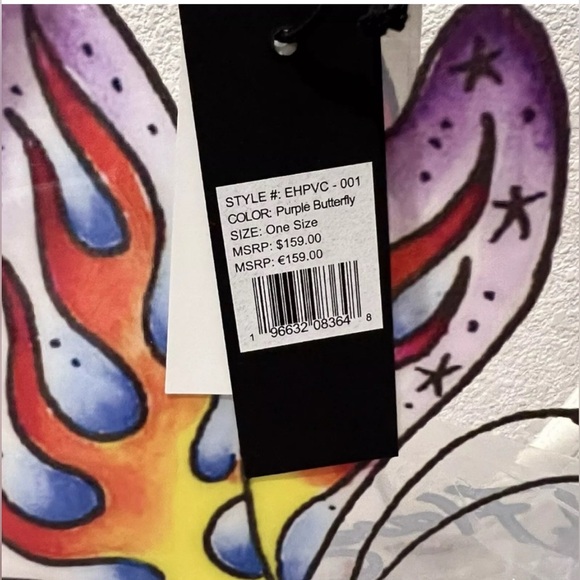 STYLE #: EHPVC - 001
COLOR: Purple Butterfly
SIZE: One Size
MSRP: $159.00
MSRP: €159.00
1 96632 08364 8